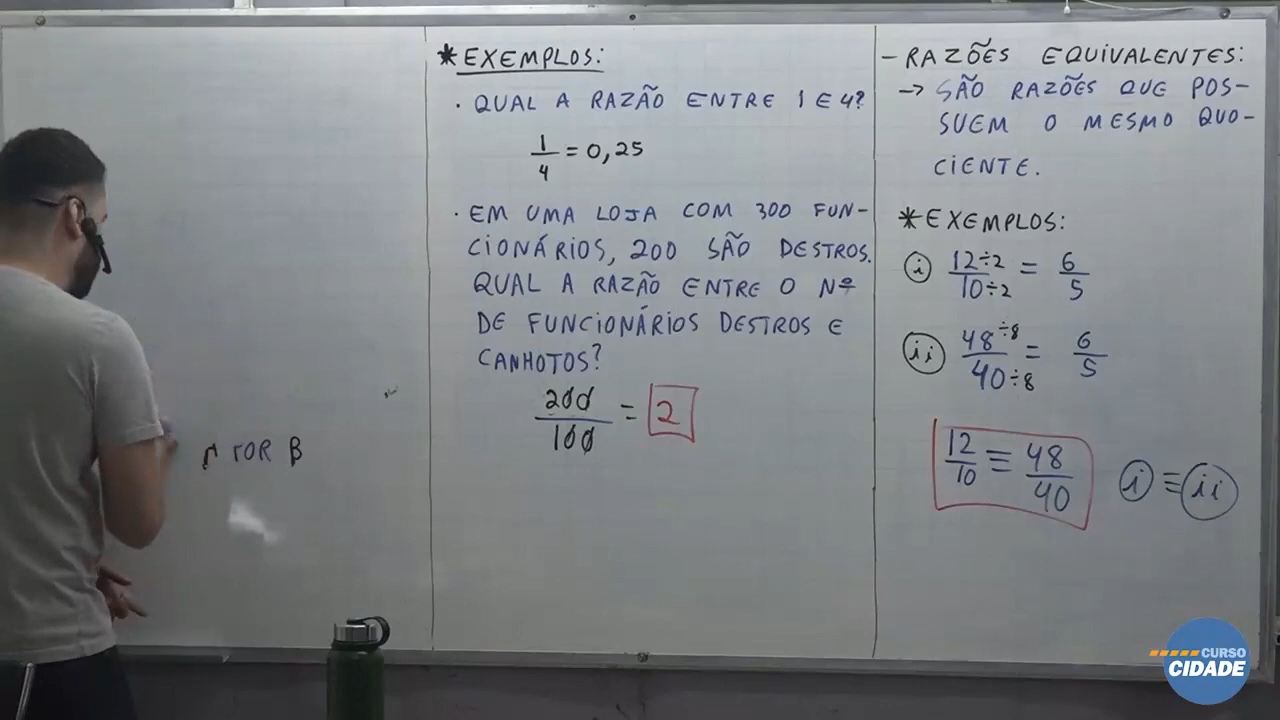 TOR B
*EXEMPLOS:
· QUAL A RAZÃO ENTRE 1 E 4?
1/4 = 0,25
· EM UMA LOJA COM 300 FUN-
CIONÁRIOS, 200 SÃO DESTROS.
QUAL A RAZÃO ENTRE O Nº
DE FUNCIONÁRIOS DESTROS E
CANHOTOS?
200/100 = 2
- RAZÕES EQUIVALENTES:
→ SÃO RAZÕES QUE POS-
SUEM O MESMO QUO-
CIENTE.
*EXEMPLOS:
i 12÷2/10÷2 = 6/5
ii 48÷8/40÷8 = 6/5
12/10 ≡ 48/40 i ≡ ii
CURSO
CIDADE